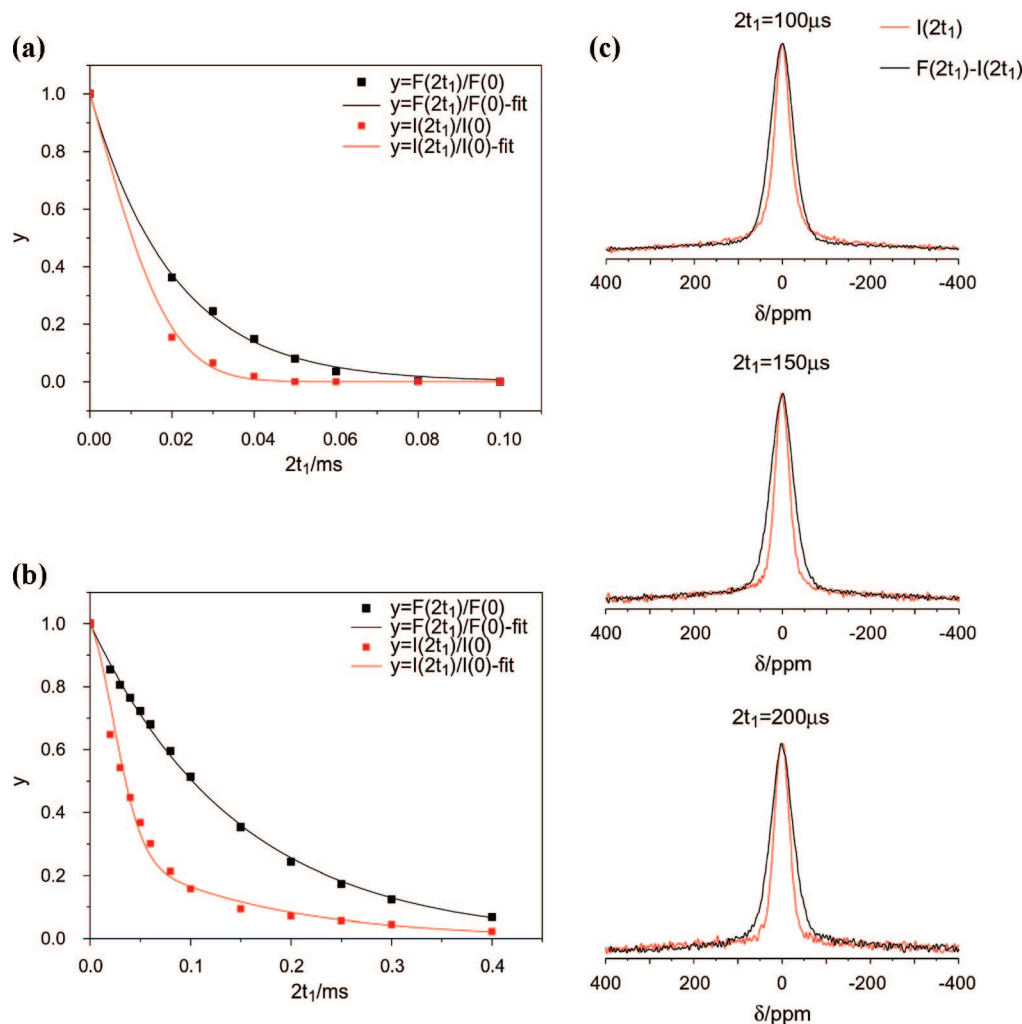 (a)
y=F(2t₁)/F(0)
y=F(2t₁)/F(0)-fit
y=I(2t₁)/I(0)
y=I(2t₁)/I(0)-fit
1.0
0.8
0.6
0.4
0.2
0.0
y
0.00 0.02 0.04 0.06 0.08 0.10
2t₁/ms
(b)
y=F(2t₁)/F(0)
y=F(2t₁)/F(0)-fit
y=I(2t₁)/I(0)
y=I(2t₁)/I(0)-fit
1.0
0.8
0.6
0.4
0.2
0.0
y
0.0 0.1 0.2 0.3 0.4
2t₁/ms
(c)
2t₁=100μs
I(2t₁)
F(2t₁)-I(2t₁)
400 200 0 -200 -400
δ/ppm
2t₁=150μs
400 200 0 -200 -400
δ/ppm
2t₁=200μs
400 200 0 -200 -400
δ/ppm